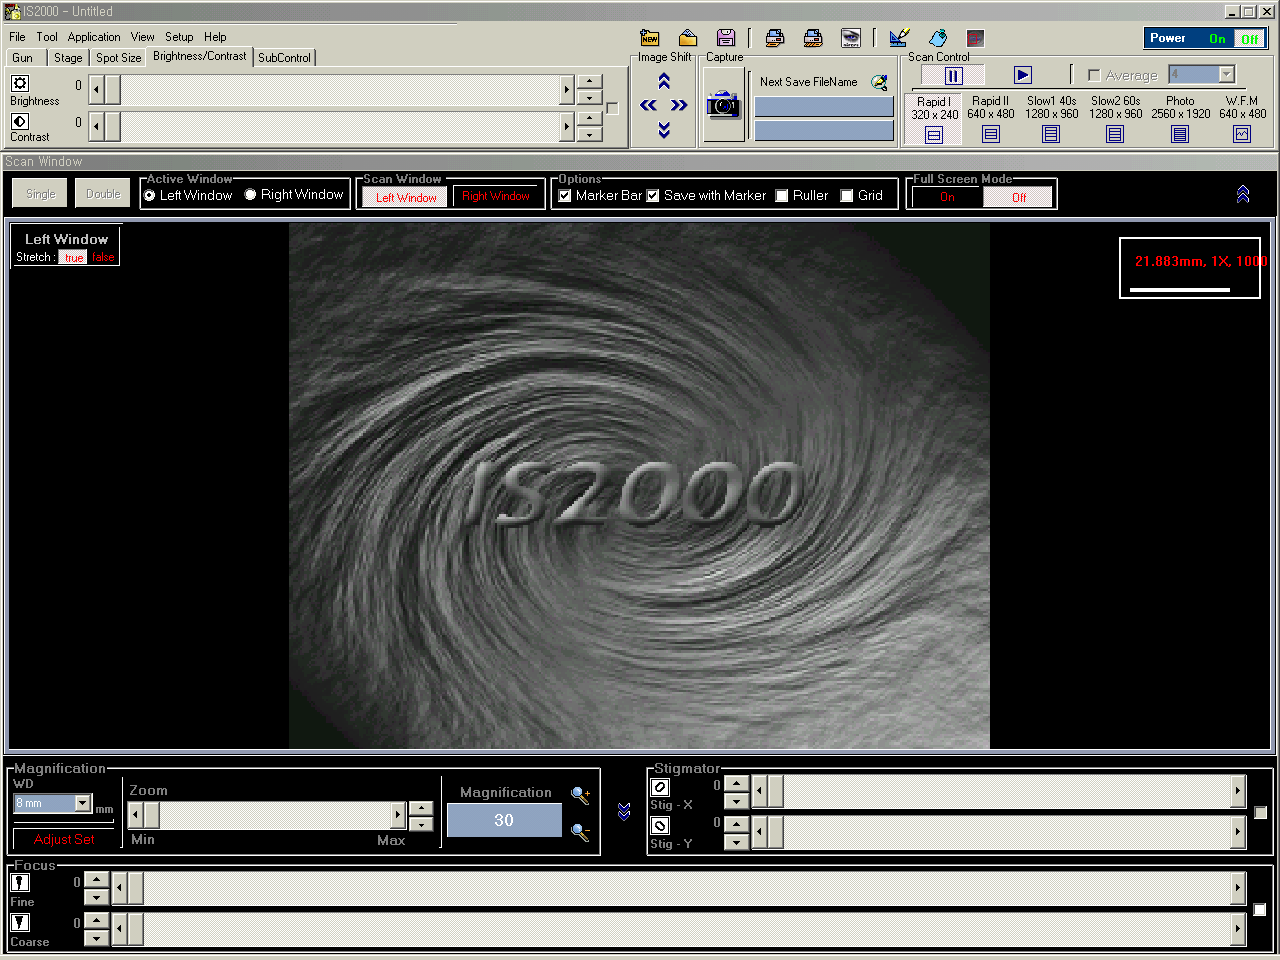 IS2000 - Untitled
File Tool Application View Setup Help
NEW
Power On Off
Gun Stage Spot Size Brightness/Contrast SubControl
Image Shift
Capture
Scan Control
Brightness 0
Contrast 0
Next Save FileName
Average 4
Rapid I 320 x 240
Rapid II 640 x 480
Slow1 40s 1280 x 960
Slow2 60s 1280 x 960
Photo 2560 x 1920
W.F.M 640 x 480
Scan Window
Single Double
Active Window
Left Window Right Window
Scan Window
Left Window Right Window
Options
Marker Bar Save with Marker Ruller Grid
Full Screen Mode
On Off
Left Window
Stretch : true false
21.883mm, 1X, 1000
IS2000
Magnification
WD
8 mm mm
Adjust Set
Zoom
Min Max
Magnification
30
Stigmator
Stig - X 0
Stig - Y 0
Focus
Fine 0
Coarse 0